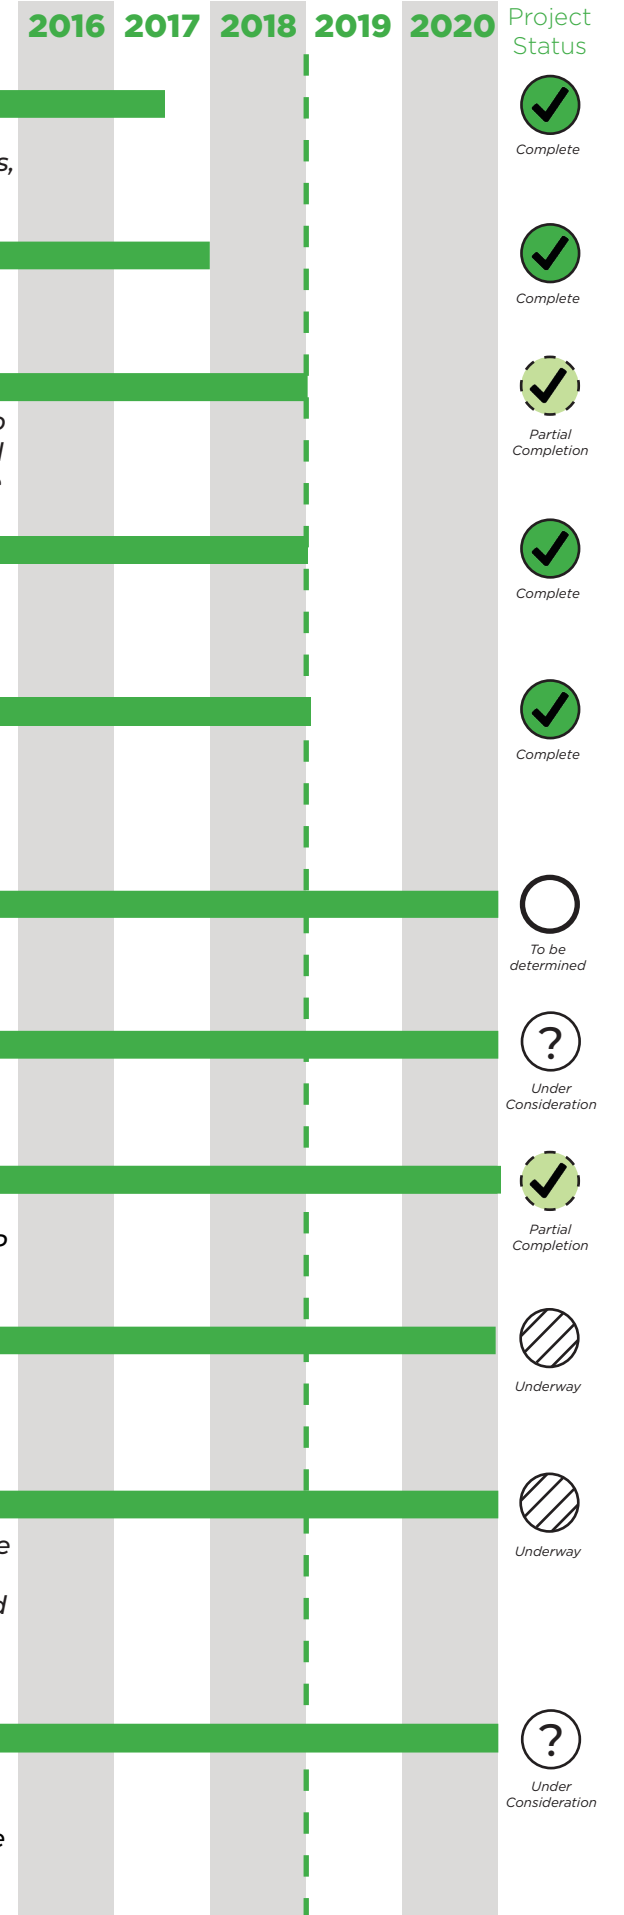 2016 2017 2018 2019 2020 Project
Status
Complete
s,
Complete
Partial
Completion
Complete
Complete
To be
determined
?
Under
Consideration
Partial
Completion
Underway
Underway
e
d
?
Under
Consideration
e